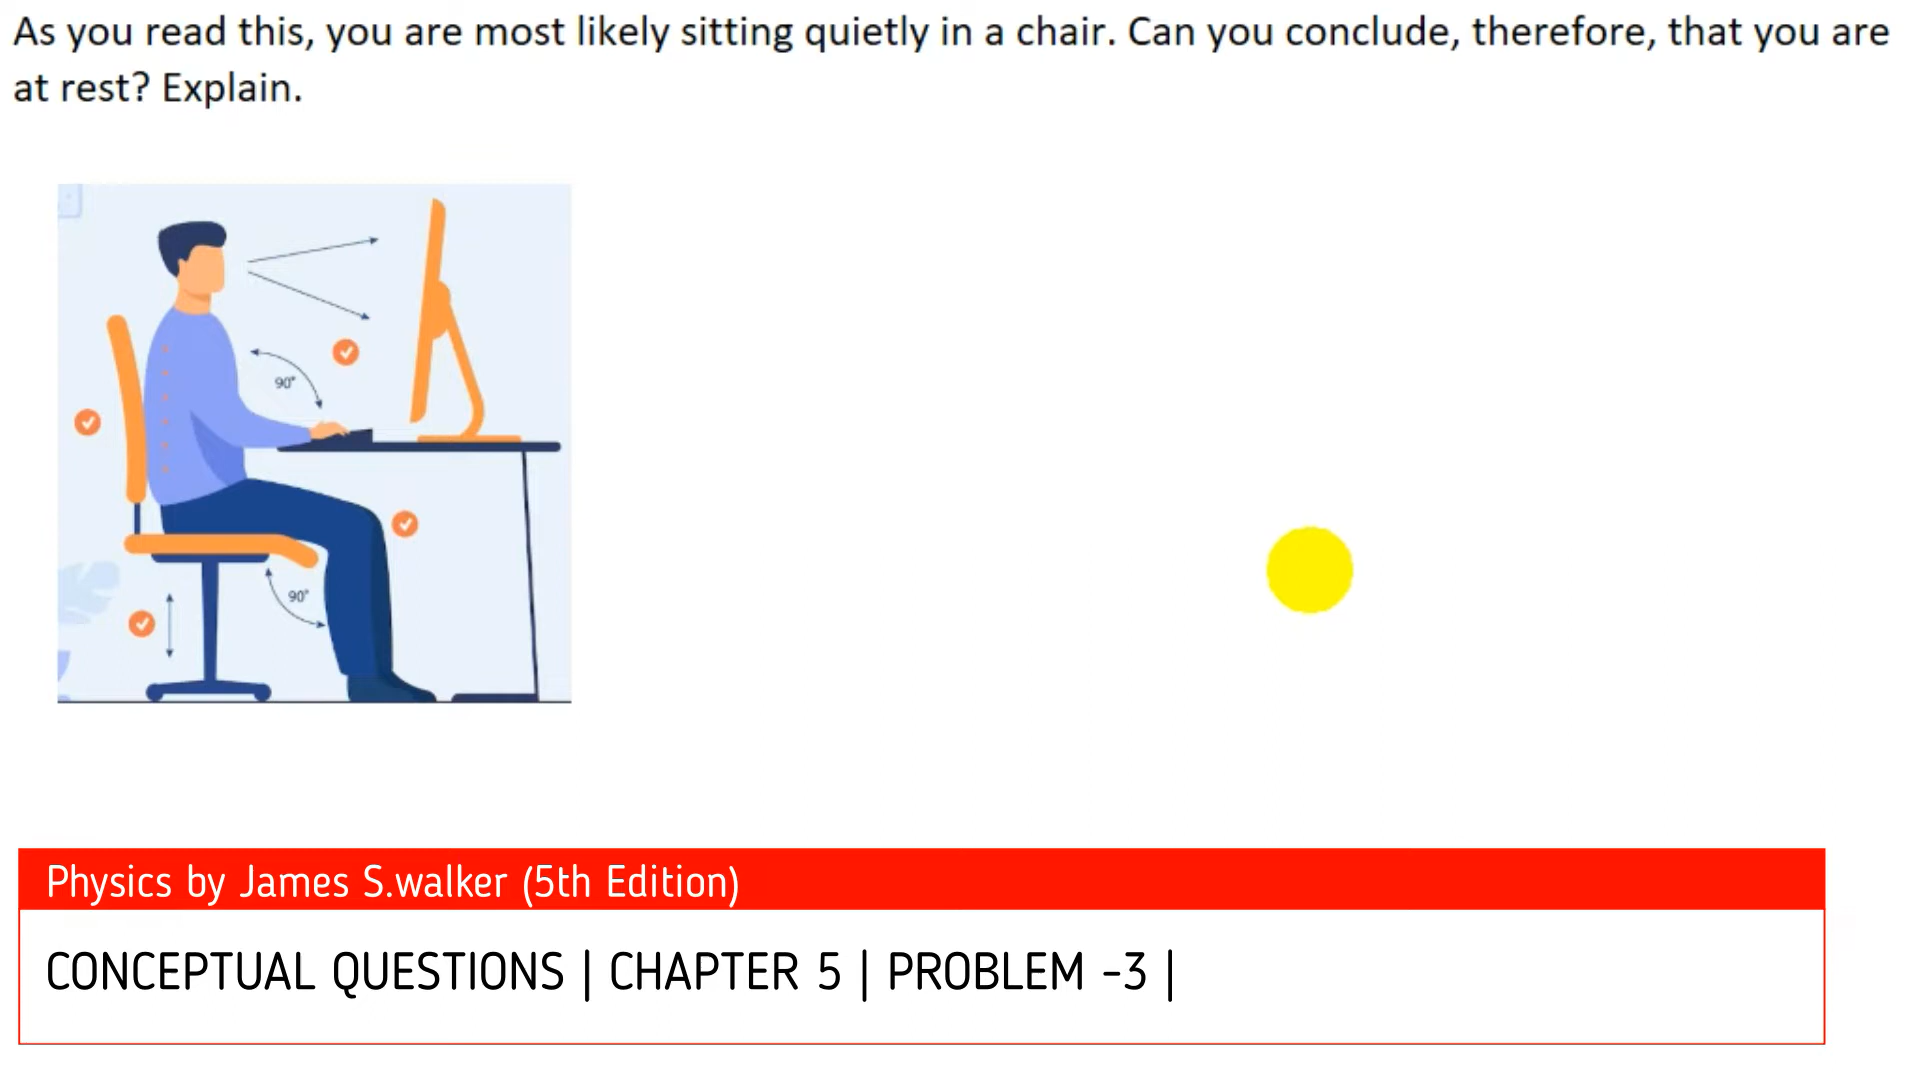 As you read this, you are most likely sitting quietly in a chair. Can you conclude, therefore, that you are
at rest? Explain.
90°
90°
Physics by James S.walker (5th Edition)
CONCEPTUAL QUESTIONS | CHAPTER 5 | PROBLEM -3 |